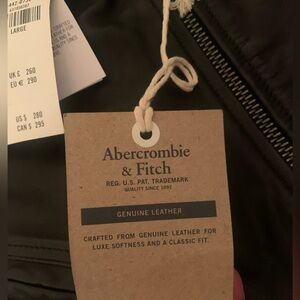 LARGE
UK £ 260
EU € 290
US $ 280
CAN $ 295
CRAFTED
Abercrombie
& Fitch
REG. U.S. PAT. TRADEMARK
QUALITY SINCE 1892
GENUINE LEATHER
CRAFTED FROM GENUINE LEATHER FOR
LUXE SOFTNESS AND A CLASSIC FIT.